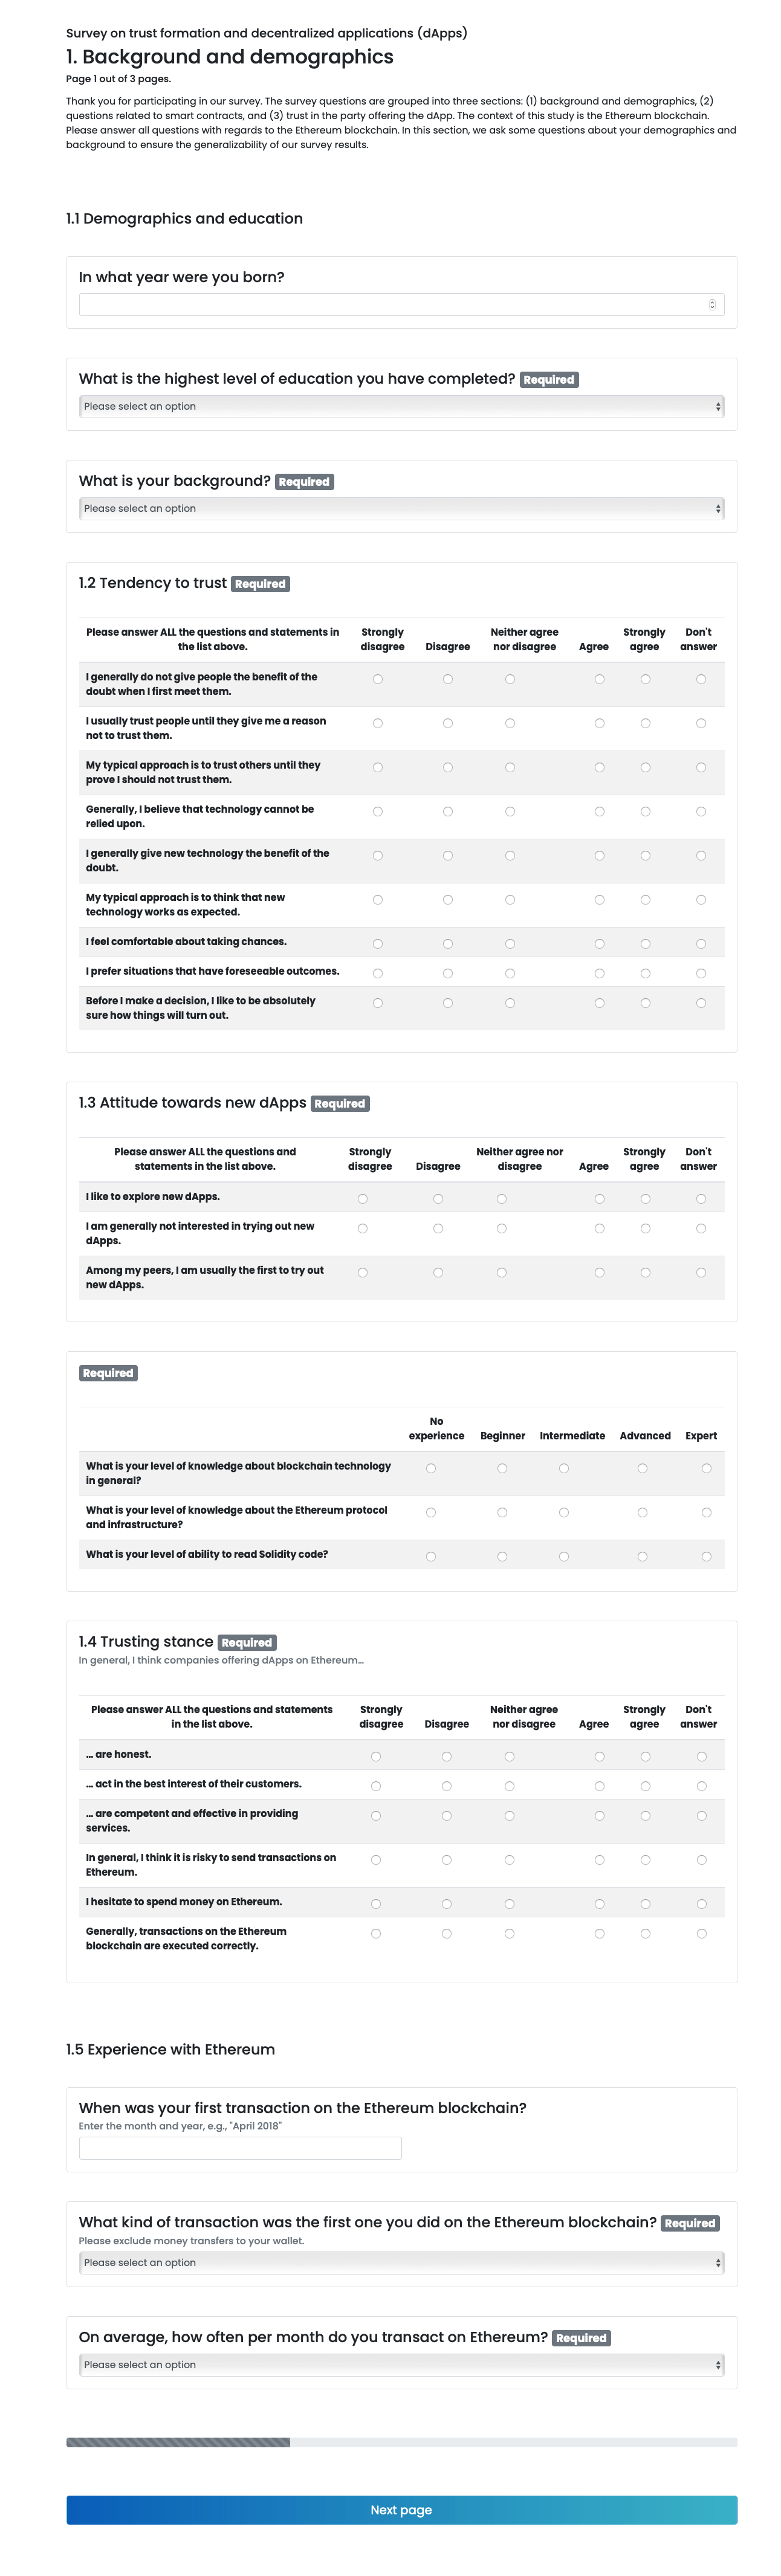 Survey on trust formation and decentralized applications (dApps)
1. Background and demographics
Page 1 out of 3 pages.
Thank you for participating in our survey. The survey questions are grouped into three sections: (1) background and demographics, (2)
questions related to smart contracts, and (3) trust in the party offering the dApp. The context of this study is the Ethereum blockchain.
Please answer all questions with regards to the Ethereum blockchain. In this section, we ask some questions about your demographics and
background to ensure the generalizability of our survey results.
1.1 Demographics and education
In what year were you born?
What is the highest level of education you have completed? Required
Please select an option
What is your background? Required
Please select an option
1.2 Tendency to trust Required
Please answer ALL the questions and statements in
the list above.
Strongly
disagree
Disagree
Neither agree
nor disagree
Agree
Strongly
agree
Don't
answer
I generally do not give people the benefit of the
doubt when I first meet them.
I usually trust people until they give me a reason
not to trust them.
My typical approach is to trust others until they
prove I should not trust them.
Generally, I believe that technology cannot be
relied upon.
I generally give new technology the benefit of the
doubt.
My typical approach is to think that new
technology works as expected.
I feel comfortable about taking chances.
I prefer situations that have foreseeable outcomes.
Before I make a decision, I like to be absolutely
sure how things will turn out.
1.3 Attitude towards new dApps Required
Please answer ALL the questions and
statements in the list above.
Strongly
disagree
Disagree
Neither agree nor
disagree
Agree
Strongly
agree
Don't
answer
I like to explore new dApps.
I am generally not interested in trying out new
dApps.
Among my peers, I am usually the first to try out
new dApps.
Required
No
experience
Beginner
Intermediate
Advanced
Expert
What is your level of knowledge about blockchain technology
in general?
What is your level of knowledge about the Ethereum protocol
and infrastructure?
What is your level of ability to read Solidity code?
1.4 Trusting stance Required
In general, I think companies offering dApps on Ethereum...
Please answer ALL the questions and statements
in the list above.
Strongly
disagree
Disagree
Neither agree
nor disagree
Agree
Strongly
agree
Don't
answer
... are honest.
... act in the best interest of their customers.
... are competent and effective in providing
services.
In general, I think it is risky to send transactions on
Ethereum.
I hesitate to spend money on Ethereum.
Generally, transactions on the Ethereum
blockchain are executed correctly.
1.5 Experience with Ethereum
When was your first transaction on the Ethereum blockchain?
Enter the month and year, e.g., "April 2018"
What kind of transaction was the first one you did on the Ethereum blockchain? Required
Please exclude money transfers to your wallet.
Please select an option
On average, how often per month do you transact on Ethereum? Required
Please select an option
Next page